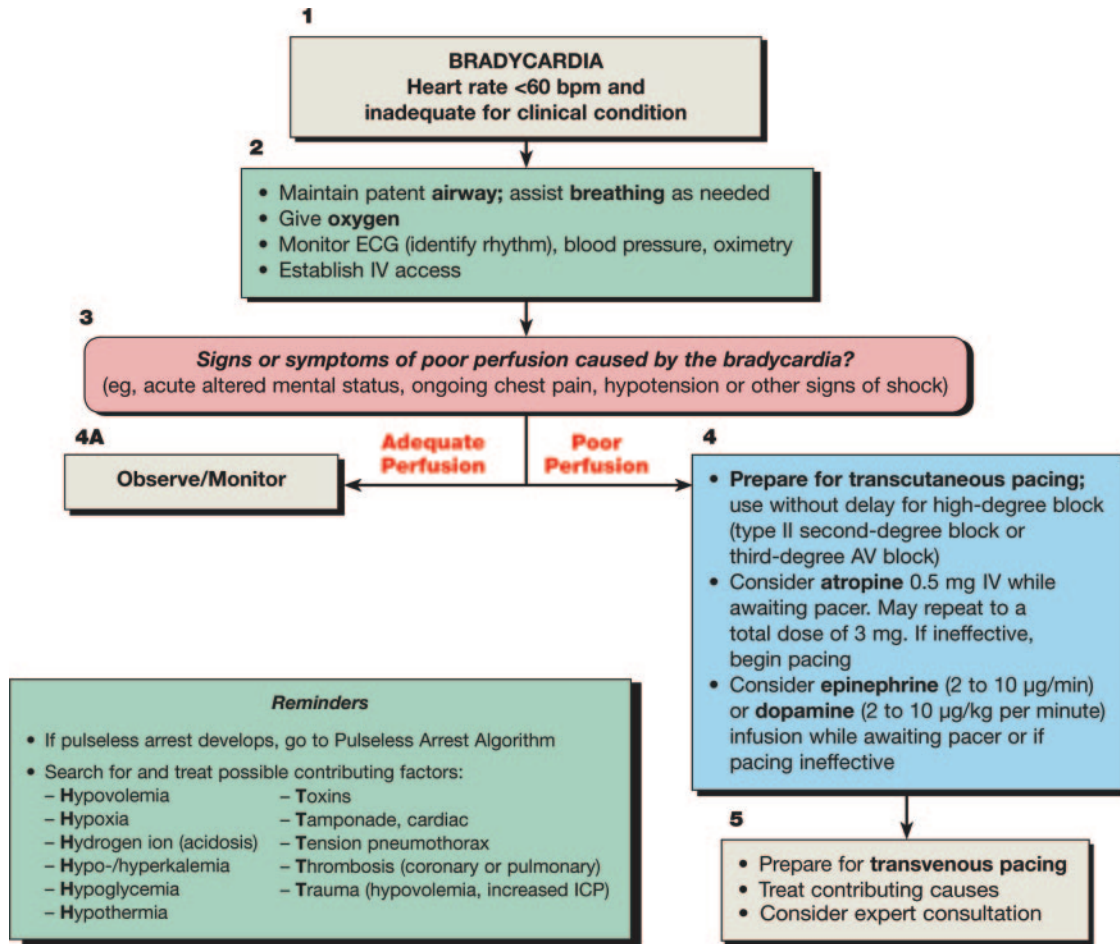 1
BRADYCARDIA
Heart rate <60 bpm and
inadequate for clinical condition
2
• Maintain patent airway; assist breathing as needed
• Give oxygen
• Monitor ECG (identify rhythm), blood pressure, oximetry
• Establish IV access
3
Signs or symptoms of poor perfusion caused by the bradycardia?
(eg, acute altered mental status, ongoing chest pain, hypotension or other signs of shock)
4A
Observe/Monitor
Adequate
Perfusion
Poor
Perfusion
4
• Prepare for transcutaneous pacing;
use without delay for high-degree block
(type II second-degree block or
third-degree AV block)
• Consider atropine 0.5 mg IV while
awaiting pacer. May repeat to a
total dose of 3 mg. If ineffective,
begin pacing
• Consider epinephrine (2 to 10 µg/min)
or dopamine (2 to 10 µg/kg per minute)
infusion while awaiting pacer or if
pacing ineffective
5
• Prepare for transvenous pacing
• Treat contributing causes
• Consider expert consultation
Reminders
• If pulseless arrest develops, go to Pulseless Arrest Algorithm
• Search for and treat possible contributing factors:
– Hypovolemia
– Hypoxia
– Hydrogen ion (acidosis)
– Hypo-/hyperkalemia
– Hypoglycemia
– Hypothermia
– Toxins
– Tamponade, cardiac
– Tension pneumothorax
– Thrombosis (coronary or pulmonary)
– Trauma (hypovolemia, increased ICP)